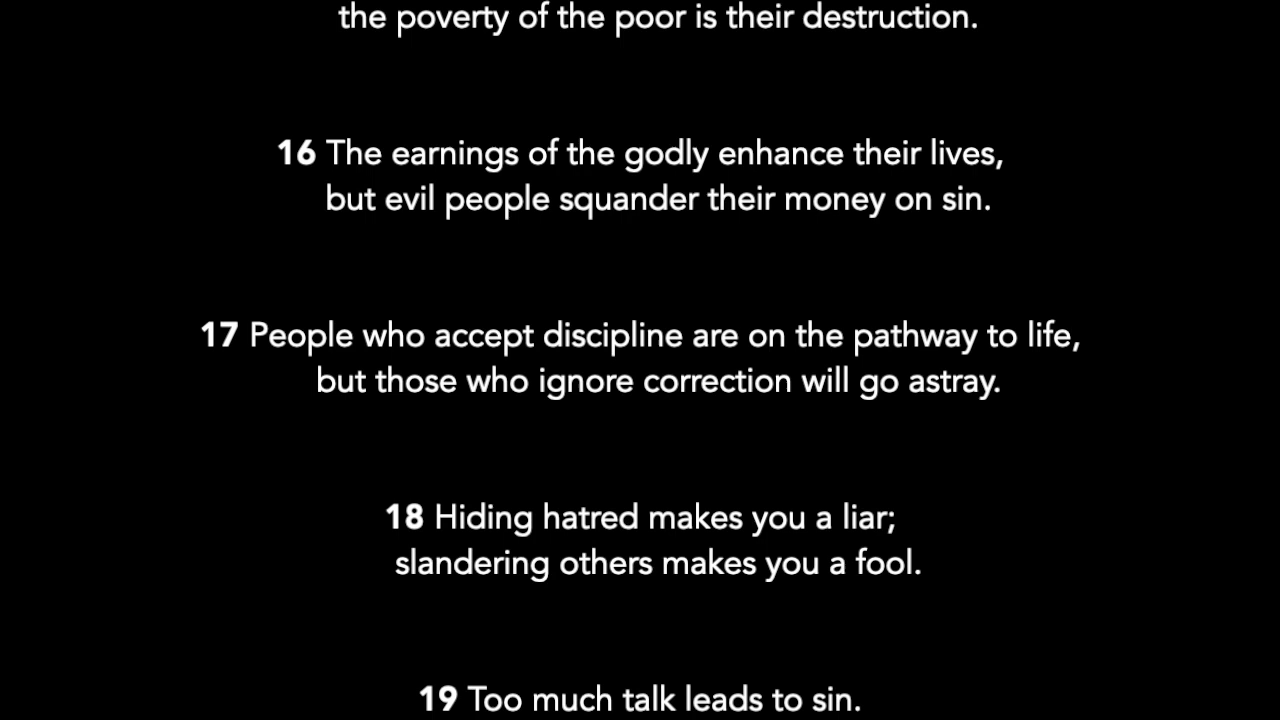 the poverty of the poor is their destruction.
16 The earnings of the godly enhance their lives,
but evil people squander their money on sin.
17 People who accept discipline are on the pathway to life,
but those who ignore correction will go astray.
18 Hiding hatred makes you a liar;
slandering others makes you a fool.
19 Too much talk leads to sin.